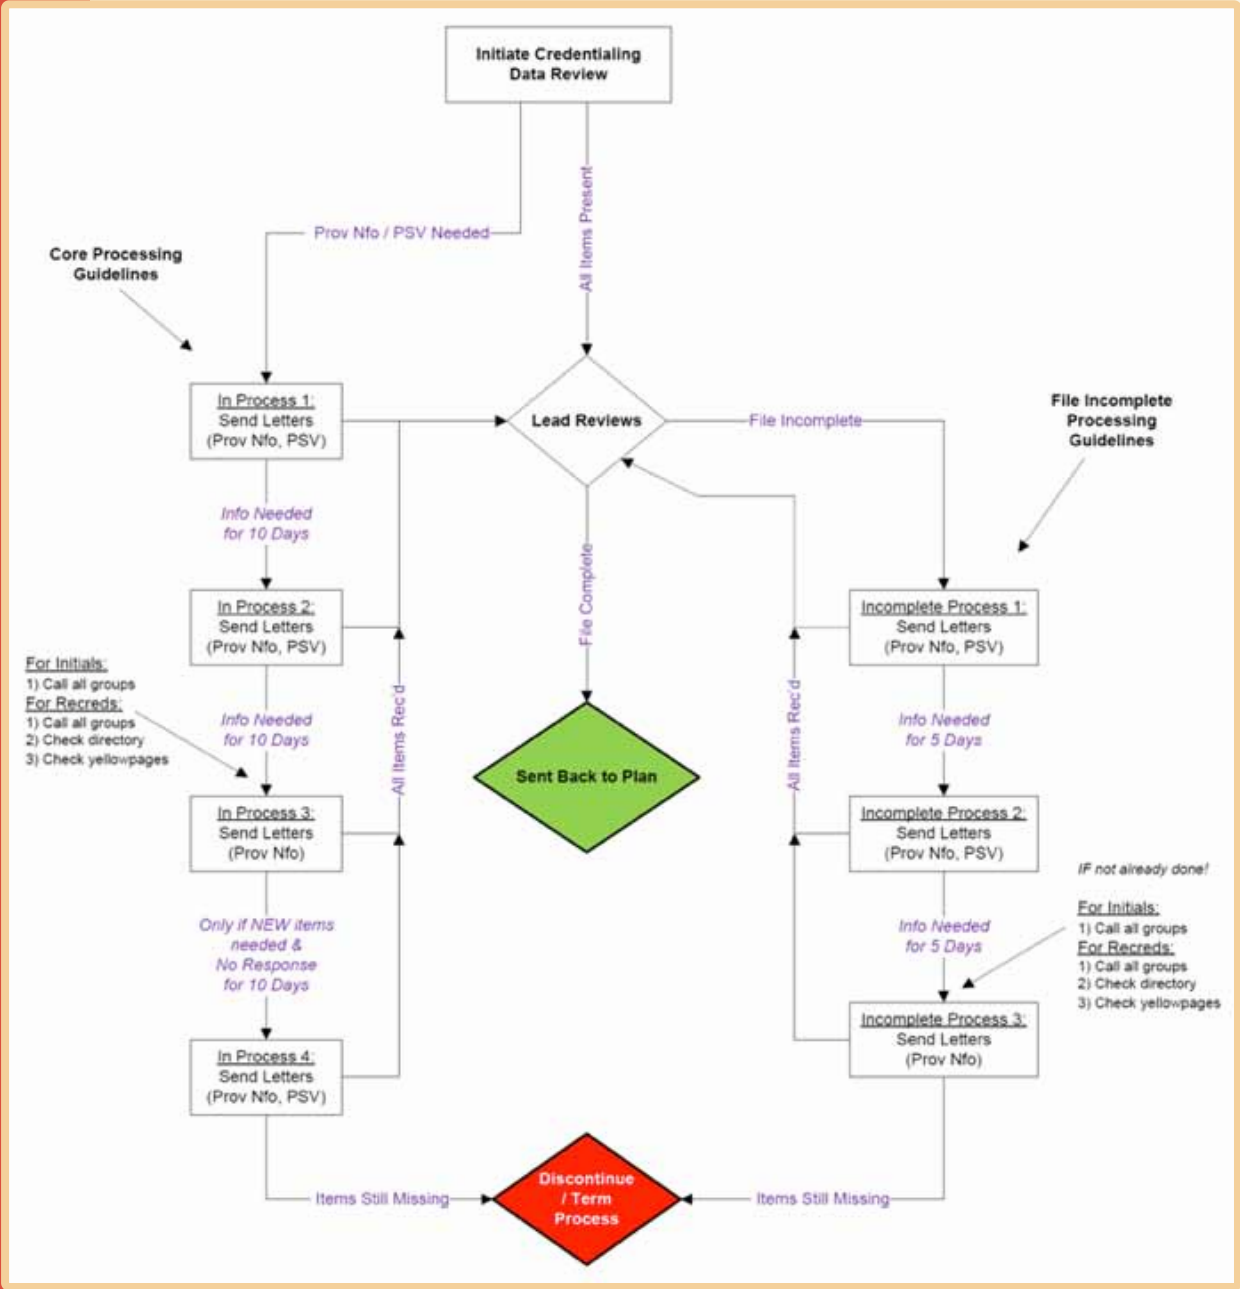 Initiate Credentialing
Data Review
All Items Present
Prov Nfo / PSV Needed
Core Processing
Guidelines
In Process 1:
Send Letters
(Prov Nfo, PSV)
Lead Reviews
File Incomplete
File Incomplete
Processing
Guidelines
Info Needed
for 10 Days
File Complete
In Process 2:
Send Letters
(Prov Nfo, PSV)
Incomplete Process 1:
Send Letters
(Prov Nfo, PSV)
For Initials:
1) Call all groups
For Recreds:
1) Call all groups
2) Check directory
3) Check yellowpages
Info Needed
for 10 Days
All Items Rec'd
All Items Rec'd
Info Needed
for 5 Days
Sent Back to Plan
In Process 3:
Send Letters
(Prov Nfo)
Incomplete Process 2:
Send Letters
(Prov Nfo, PSV)
IF not already done!
For Initials:
1) Call all groups
For Recreds:
1) Call all groups
2) Check directory
3) Check yellowpages
Only if NEW items
needed &
No Response
for 10 Days
Info Needed
for 5 Days
Incomplete Process 3:
Send Letters
(Prov Nfo)
In Process 4:
Send Letters
(Prov Nfo, PSV)
Items Still Missing
Discontinue
/ Term
Process
Items Still Missing